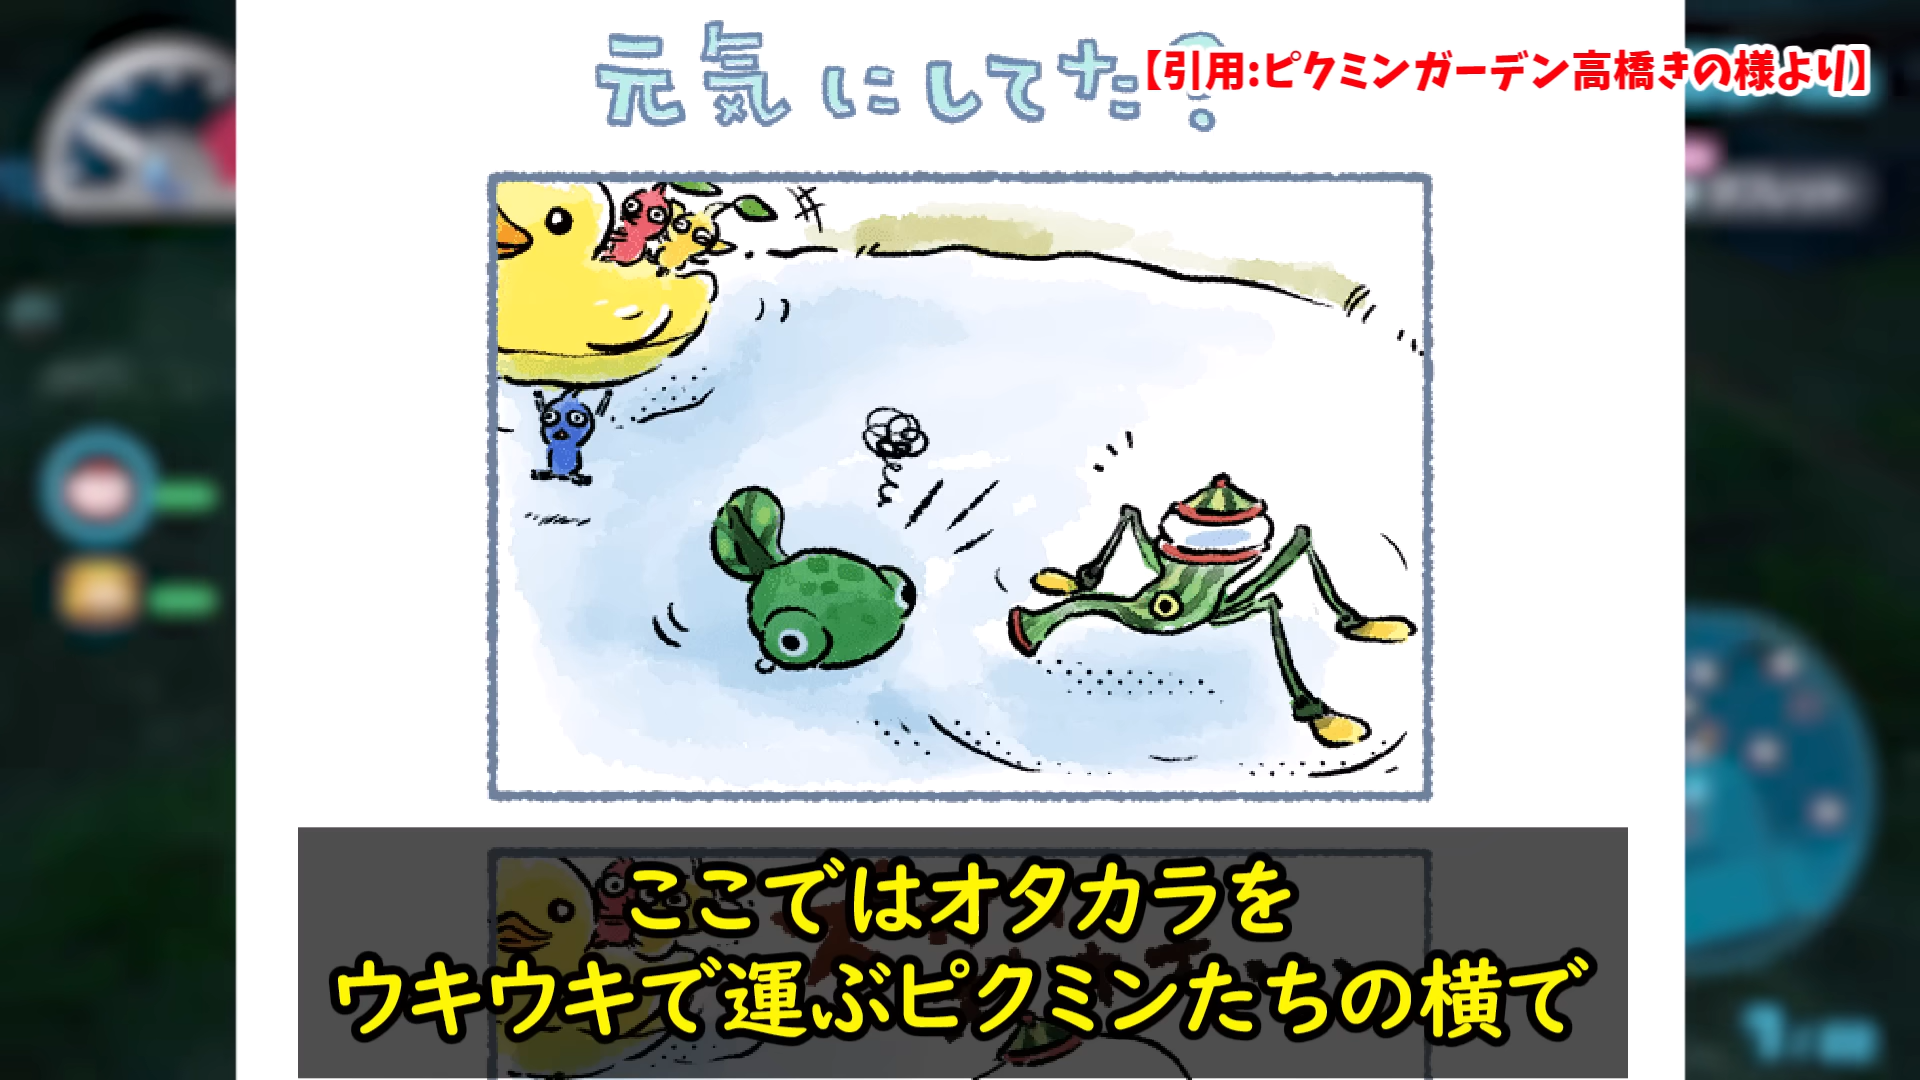 元気にしてた?
【引用:ピクミンガーデン高橋きの様より】
ここではオタカラを
ウキウキで運ぶピクミンたちの横で